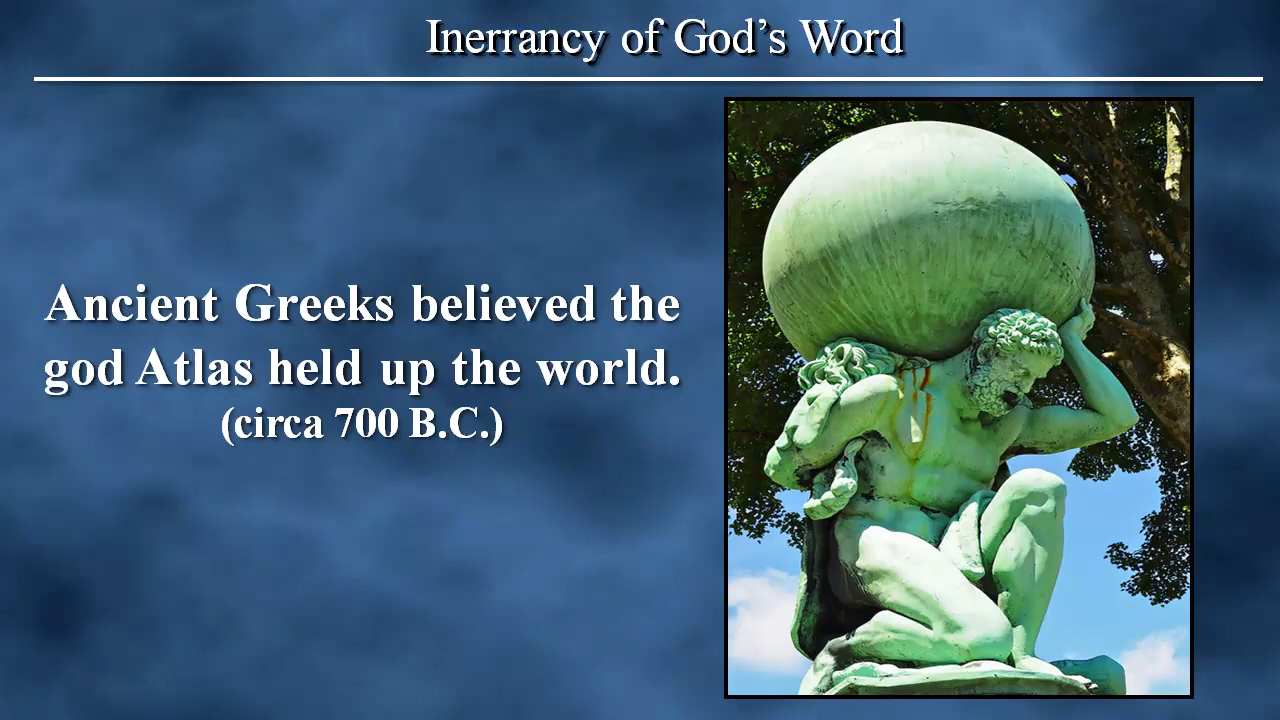 Inerrancy of God’s Word
Ancient Greeks believed the
god Atlas held up the world.
(circa 700 B.C.)